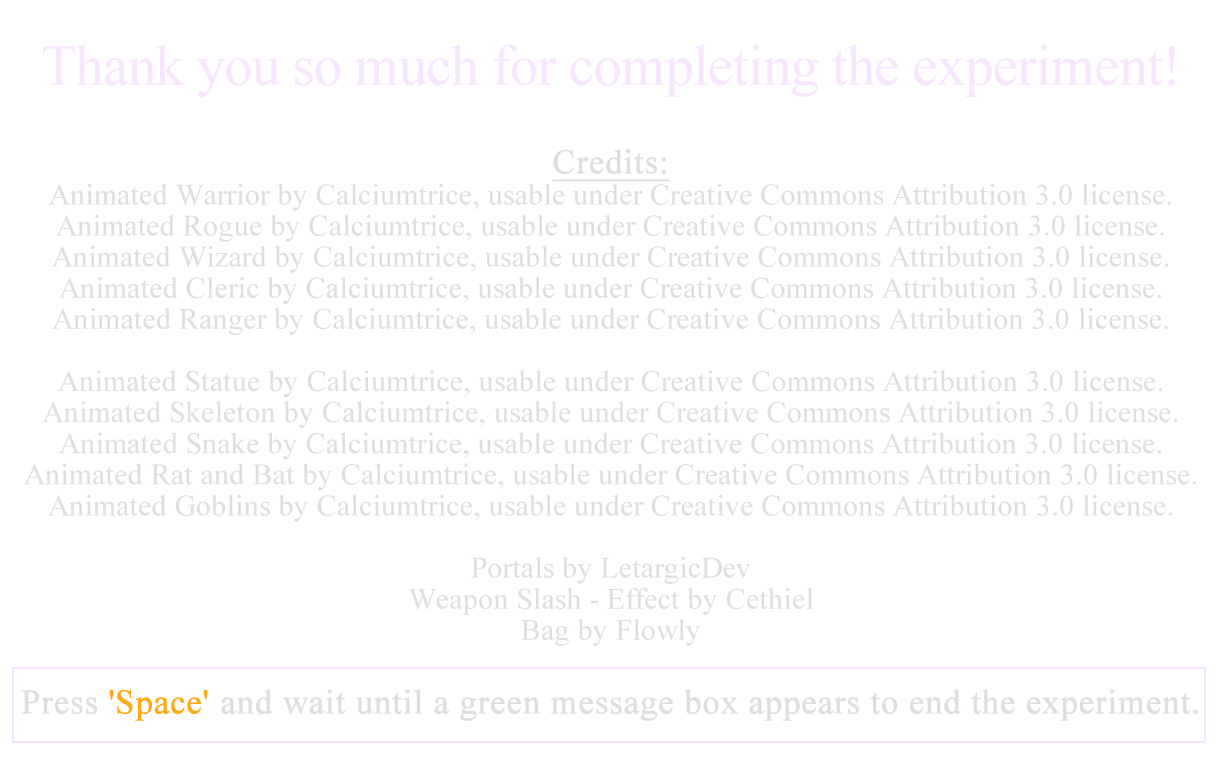 Thank you so much for completing the experiment!
Credits:
Animated Warrior by Calciumtrice, usable under Creative Commons Attribution 3.0 license.
Animated Rogue by Calciumtrice, usable under Creative Commons Attribution 3.0 license.
Animated Wizard by Calciumtrice, usable under Creative Commons Attribution 3.0 license.
Animated Cleric by Calciumtrice, usable under Creative Commons Attribution 3.0 license.
Animated Ranger by Calciumtrice, usable under Creative Commons Attribution 3.0 license.
Animated Statue by Calciumtrice, usable under Creative Commons Attribution 3.0 license.
Animated Skeleton by Calciumtrice, usable under Creative Commons Attribution 3.0 license.
Animated Snake by Calciumtrice, usable under Creative Commons Attribution 3.0 license.
Animated Rat and Bat by Calciumtrice, usable under Creative Commons Attribution 3.0 license.
Animated Goblins by Calciumtrice, usable under Creative Commons Attribution 3.0 license.
Portals by LetargicDev
Weapon Slash - Effect by Cethiel
Bag by Flowly
Press 'Space' and wait until a green message box appears to end the experiment.